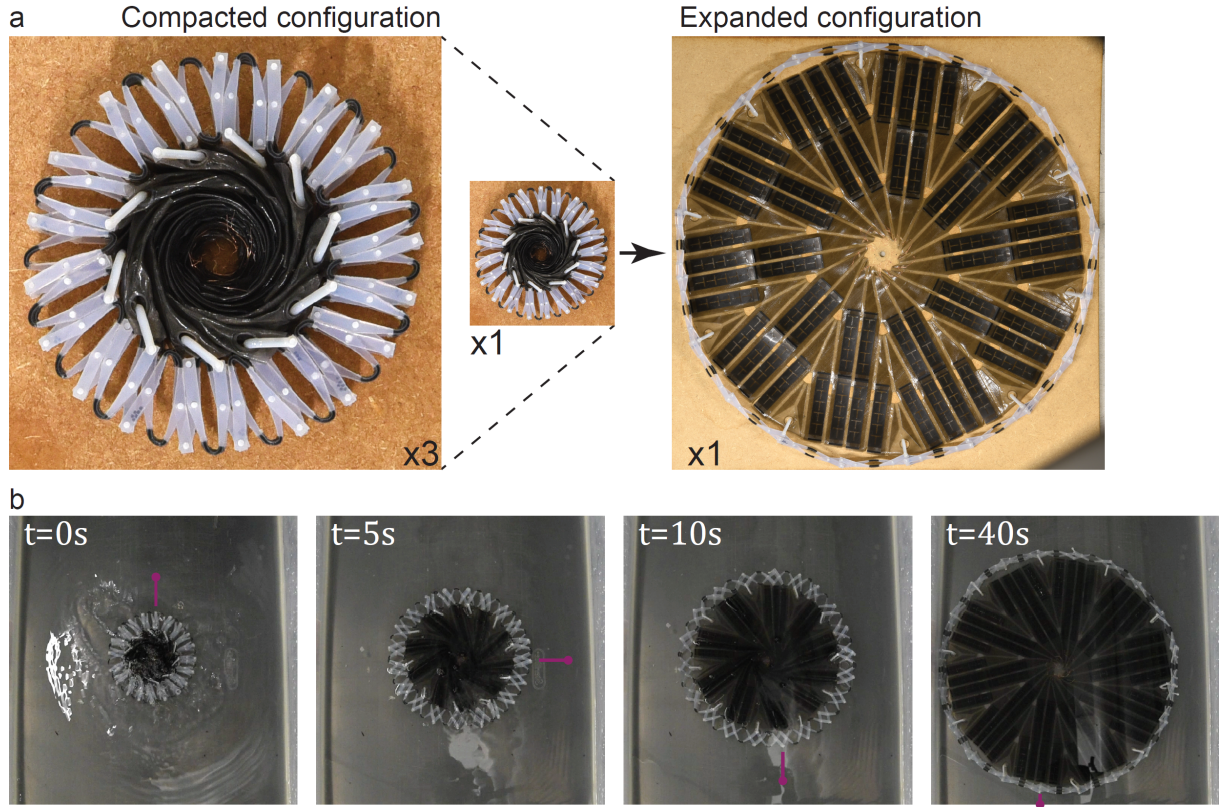 a
Compacted configuration
Expanded configuration
x3
x1
x1
b
t=0s
t=5s
t=10s
t=40s